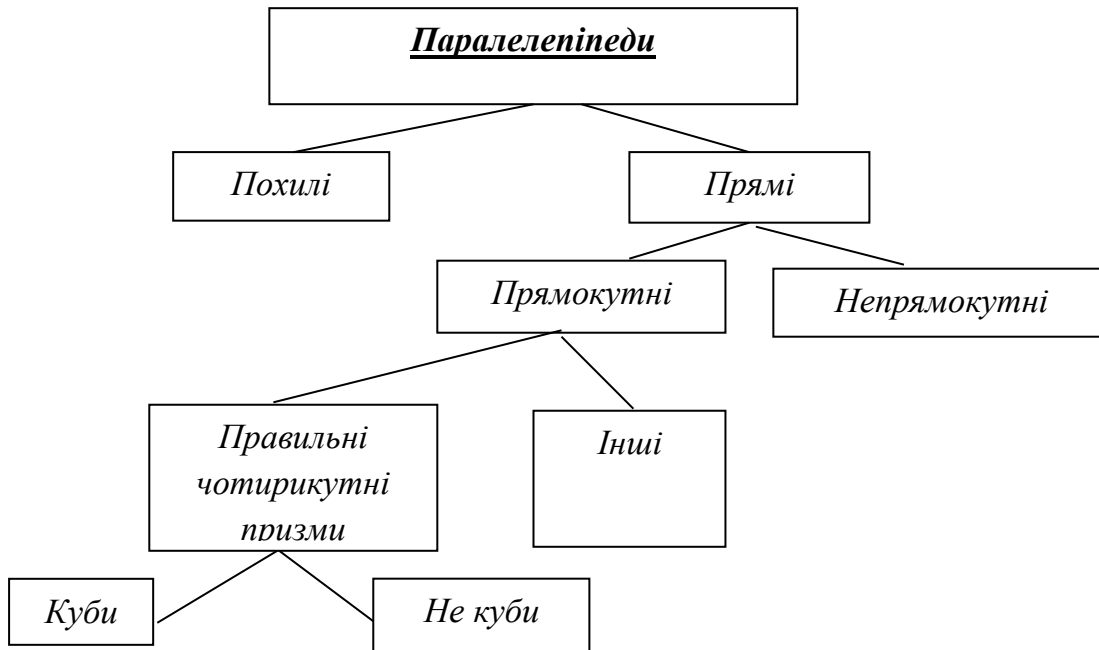 Паралелепіпеди
Похилі
Прямі
Прямокутні
Непрямокутні
Правильні
чотирикутні
призми
Інші
Куби
Не куби